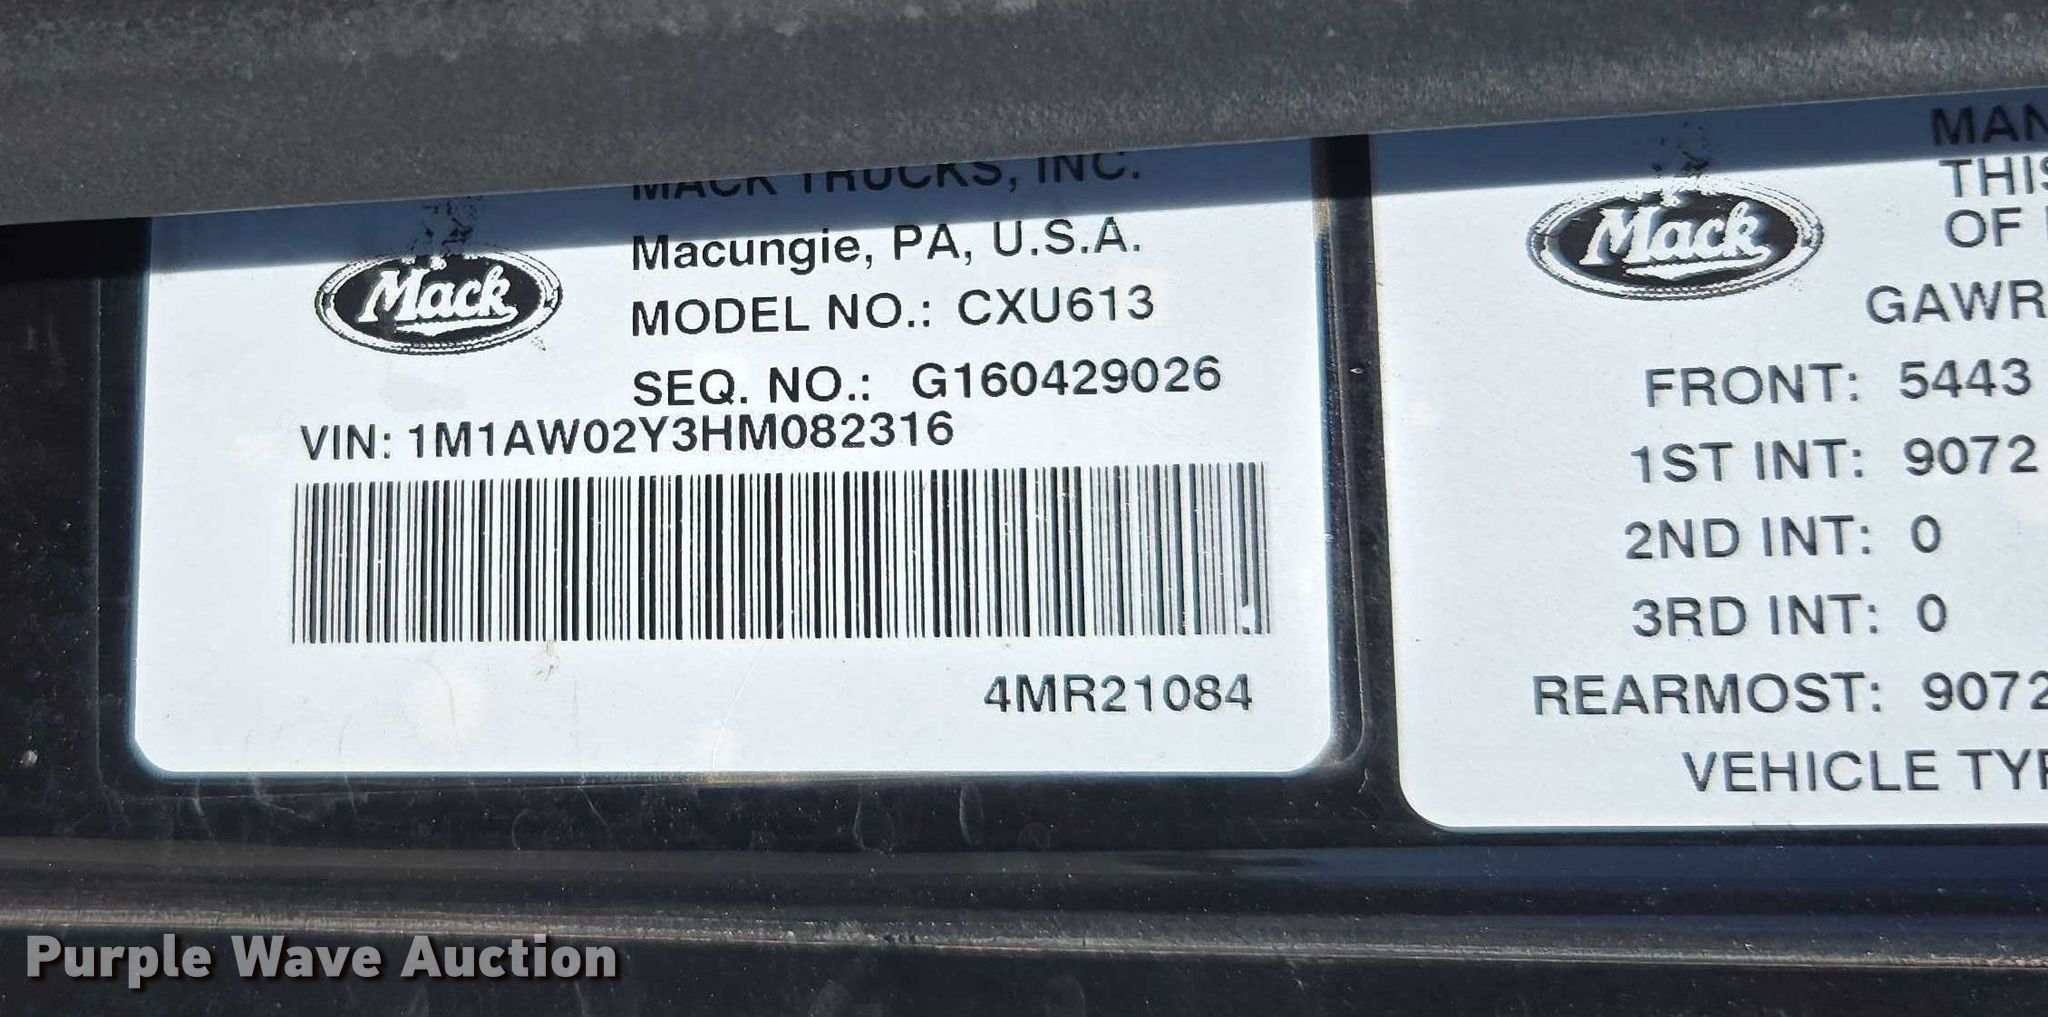 MACK TRUCKS, INC.
Mack
Macungie, PA, U.S.A.
MODEL NO.: CXU613
SEQ. NO.: G160429026
VIN: 1M1AW02Y3HM082316
4MR21084
MAN
THIS
OF
Mack
GAWR
FRONT: 5443
1ST INT: 9072
2ND INT: 0
3RD INT: 0
REARMOST: 9072
VEHICLE TYP
Purple Wave Auction